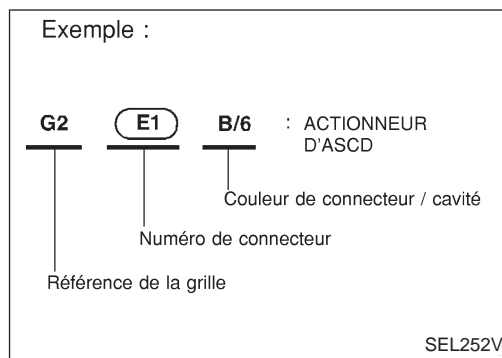 Exemple :
G2 E1 B/6 : ACTIONNEUR
D'ASCD
Couleur de connecteur / cavité
Numéro de connecteur
Référence de la grille
SEL252V